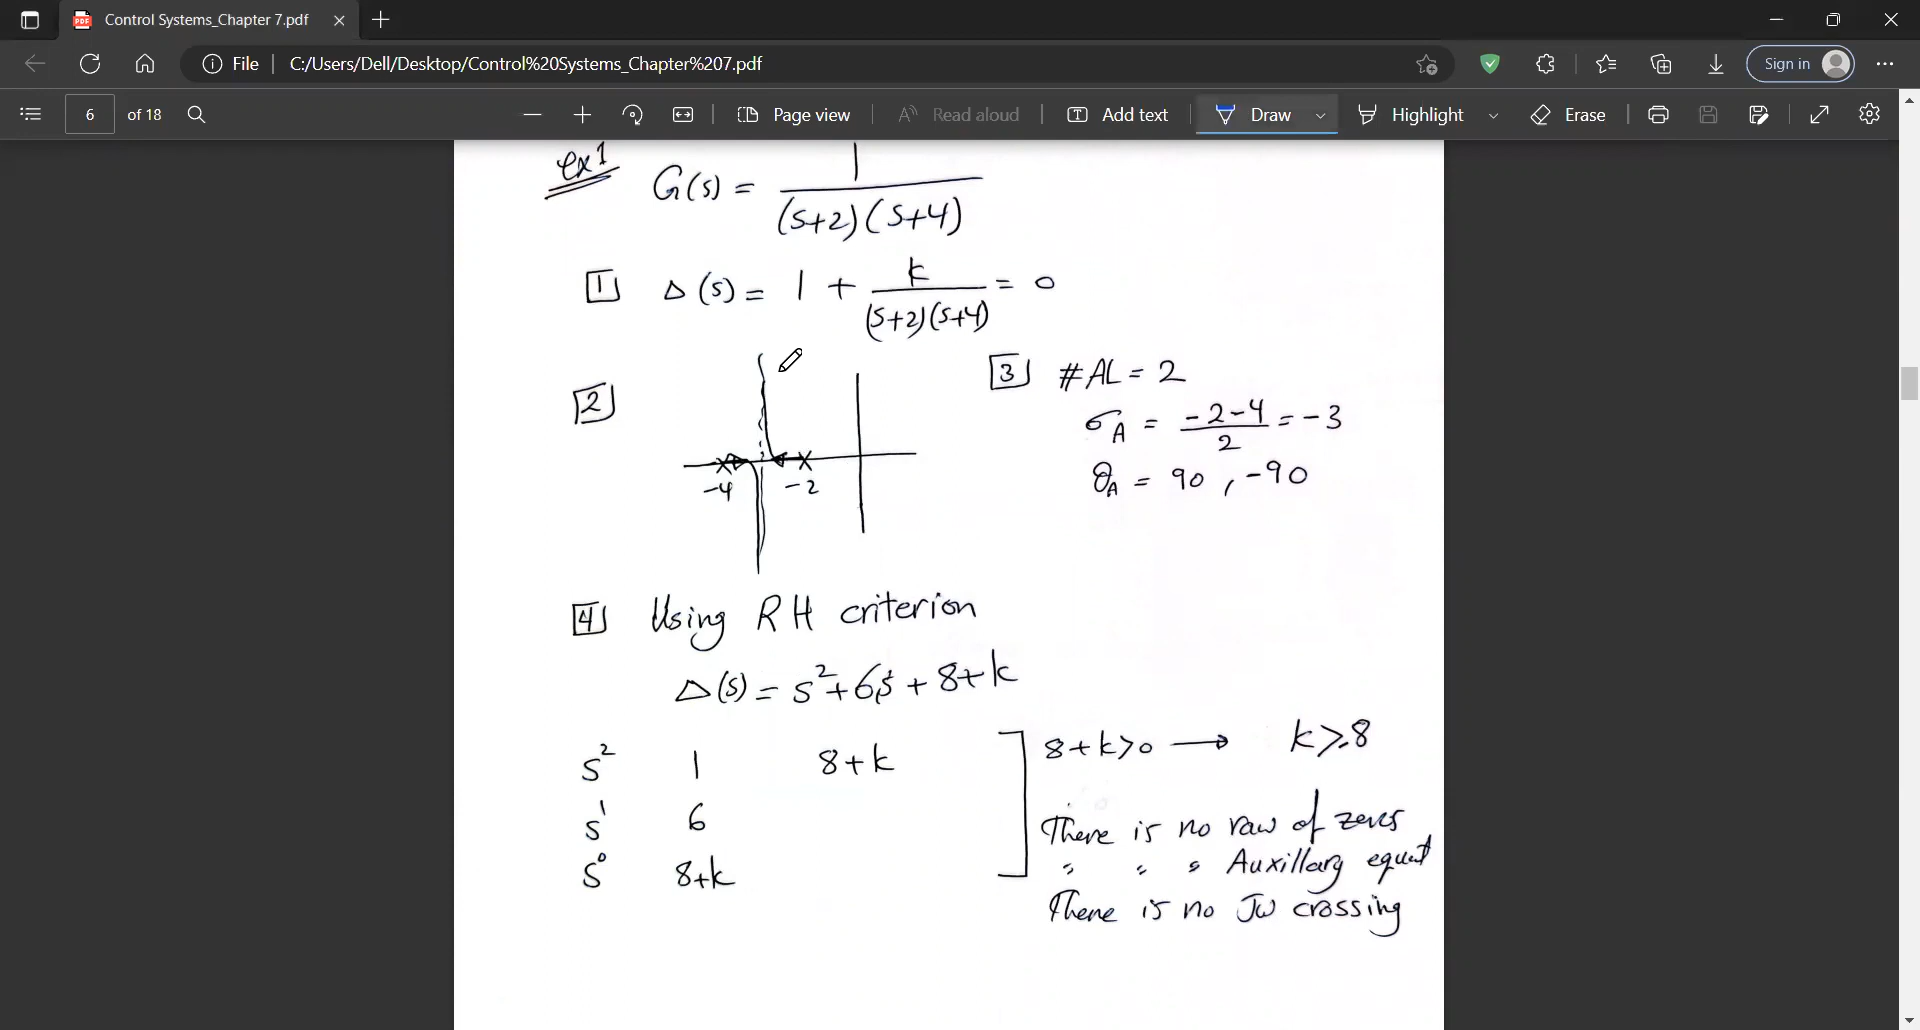 Control Systems_Chapter 7.pdf
File C:/Users/Dell/Desktop/Control%20Systems_Chapter%207.pdf
Sign in
6 of 18
Page view
Read aloud
Add text
Draw
Highlight
Erase
ex1 G(s) = 1 / (s+2)(s+4)
1 Δ(s) = 1 + k / (s+2)(s+4) = 0
2
-4 -2
3 #AL = 2
σA = -2-4 / 2 = -3
θA = 90 , -90
4 Using RH criterion
Δ(s) = s² + 6s + 8+k
s² 1 8+k
s¹ 6
s⁰ 8+k
8+k>0 → k>-8
There is no raw of zeros
" " " Auxillary equat
There is no Jw crossing